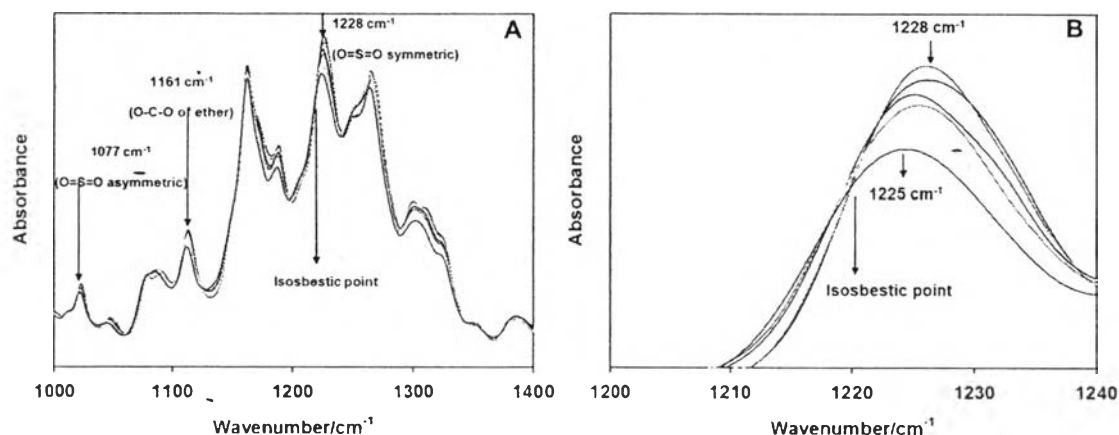 A
1228 cm⁻¹
(O=S=O symmetric)
1161 cm⁻¹
(O-C-O of ether)
1077 cm⁻¹
(O=S=O asymmetric)
Isosbestic point
Absorbance
1000 1100 1200 1300 1400
Wavenumber/cm⁻¹
B
1228 cm⁻¹
1225 cm⁻¹
Isosbestic point
Absorbance
1200 1210 1220 1230 1240
Wavenumber/cm⁻¹